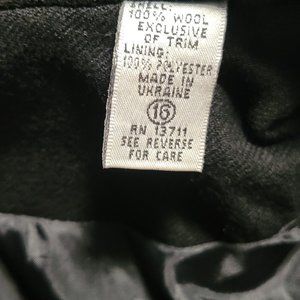 SHELL:
100% WOOL
EXCLUSIVE
OF TRIM
LINING:
100% POLYESTER
MADE IN
UKRAINE
16
RN 13711
SEE REVERSE
FOR CARE